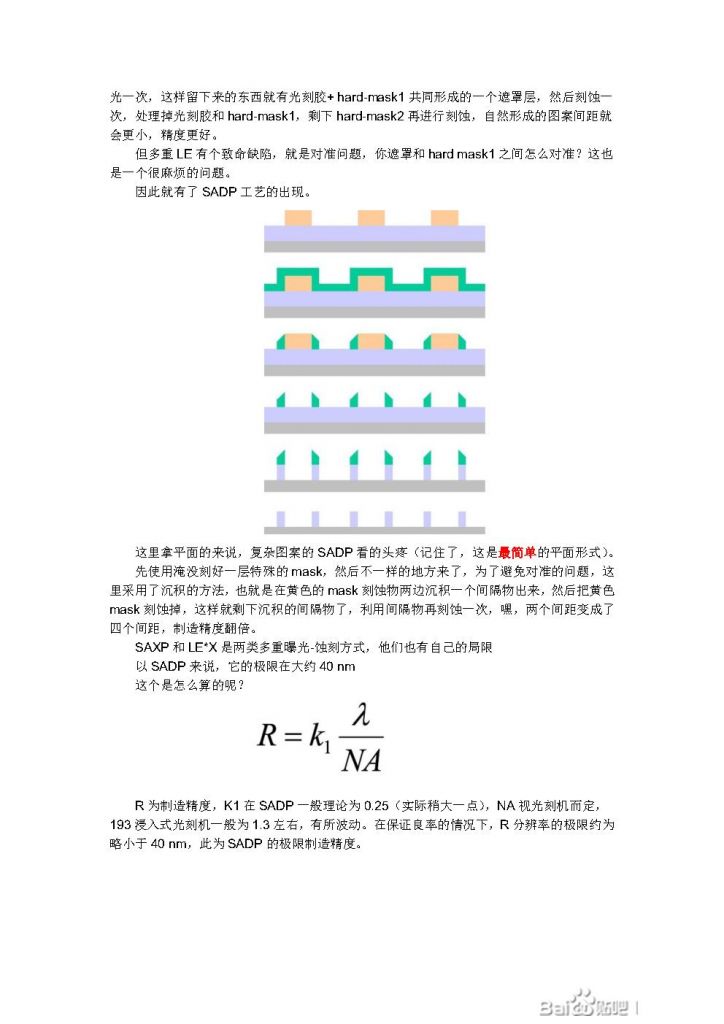 光一次，这样留下来的东西就有光刻胶+ hard-mask1 共同形成的一个遮罩层，然后刻蚀一
次，处理掉光刻胶和 hard-mask1，剩下 hard-mask2 再进行刻蚀，自然形成的图案间距就
会更小，精度更好。
但多重 LE 有个致命缺陷，就是对准问题，你遮罩和 hard mask1 之间怎么对准？这也
是一个很麻烦的问题。
因此就有了 SADP 工艺的出现。
这里拿平面的来说，复杂图案的 SADP 看的头疼（记住了，这是最简单的平面形式）。
先使用淹没刻好一层特殊的 mask，然后不一样的地方来了，为了避免对准的问题，这
里采用了沉积的方法，也就是在黄色的 mask 刻蚀物两边沉积一个间隔物出来，然后把黄色
mask 刻蚀掉，这样就剩下沉积的间隔物了，利用间隔物再刻蚀一次，嘿，两个间距变成了
四个间距，制造精度翻倍。
SAXP 和 LE*X 是两类多重曝光-蚀刻方式，他们也有自己的局限
以 SADP 来说，它的极限在大约 40 nm
这个是怎么算的呢？
R = k₁ λ/NA
R 为制造精度，K1 在 SADP 一般理论为 0.25（实际稍大一点），NA 视光刻机而定，
193 浸入式光刻机一般为 1.3 左右，有所波动。在保证良率的情况下，R 分辨率的极限约为
略小于 40 nm，此为 SADP 的极限制造精度。
Bai 贴吧